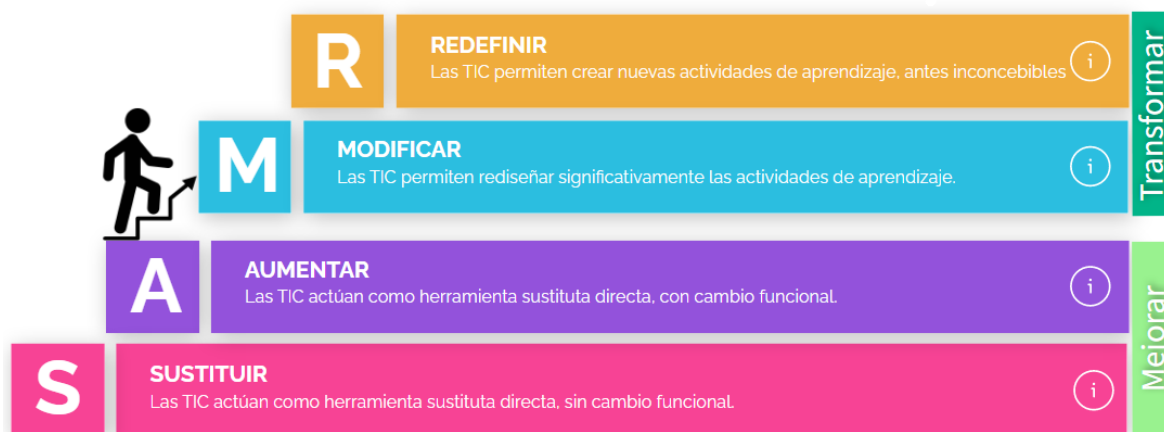 R
REDEFINIR
Las TIC permiten crear nuevas actividades de aprendizaje, antes inconcebibles
i
Transformar
M
MODIFICAR
Las TIC permiten rediseñar significativamente las actividades de aprendizaje.
i
A
AUMENTAR
Las TIC actúan como herramienta sustituta directa, con cambio funcional.
i
Mejorar
S
SUSTITUIR
Las TIC actúan como herramienta sustituta directa, sin cambio funcional.
i